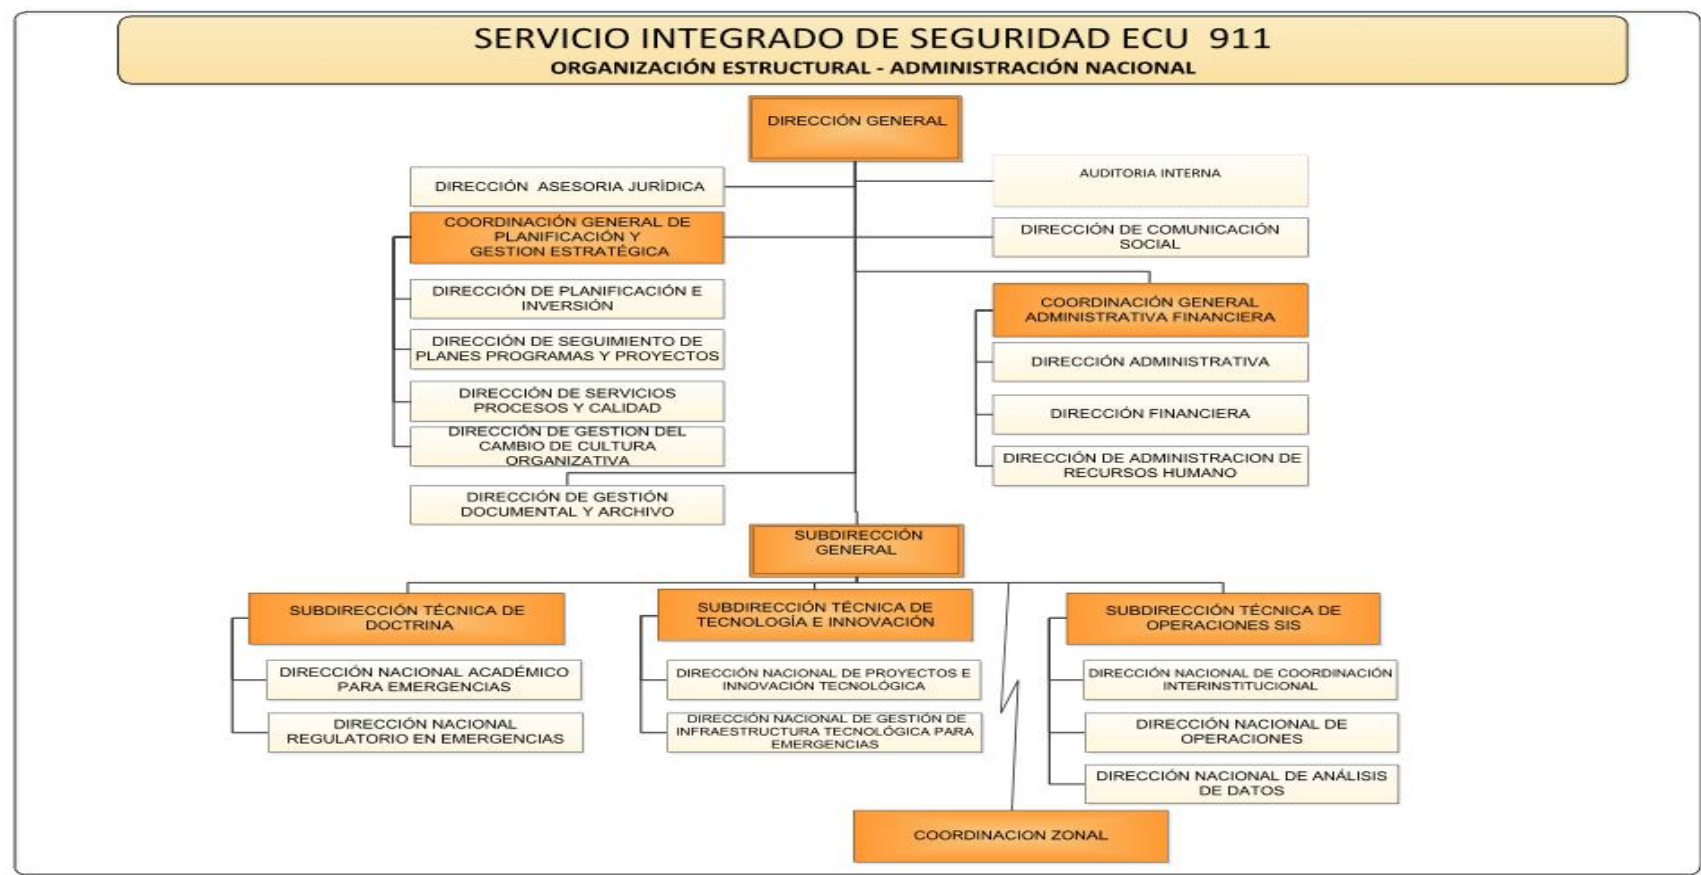 SERVICIO INTEGRADO DE SEGURIDAD ECU 911
ORGANIZACIÓN ESTRUCTURAL - ADMINISTRACIÓN NACIONAL
DIRECCIÓN GENERAL
DIRECCIÓN ASESORIA JURÍDICA
AUDITORIA INTERNA
COORDINACIÓN GENERAL DE
PLANIFICACIÓN Y
GESTION ESTRATÉGICA
DIRECCIÓN DE COMUNICACIÓN
SOCIAL
DIRECCIÓN DE PLANIFICACIÓN E
INVERSIÓN
DIRECCIÓN DE SEGUIMIENTO DE
PLANES PROGRAMAS Y PROYECTOS
DIRECCIÓN DE SERVICIOS
PROCESOS Y CALIDAD
DIRECCIÓN DE GESTION DEL
CAMBIO DE CULTURA
ORGANIZATIVA
COORDINACIÓN GENERAL
ADMINISTRATIVA FINANCIERA
DIRECCIÓN ADMINISTRATIVA
DIRECCIÓN FINANCIERA
DIRECCIÓN DE ADMINISTRACION DE
RECURSOS HUMANO
DIRECCIÓN DE GESTIÓN
DOCUMENTAL Y ARCHIVO
SUBDIRECCIÓN
GENERAL
SUBDIRECCIÓN TÉCNICA DE
DOCTRINA
DIRECCIÓN NACIONAL ACADÉMICO
PARA EMERGENCIAS
DIRECCIÓN NACIONAL
REGULATORIO EN EMERGENCIAS
SUBDIRECCIÓN TÉCNICA DE
TECNOLOGÍA E INNOVACIÓN
DIRECCIÓN NACIONAL DE PROYECTOS E
INNOVACIÓN TECNOLÓGICA
DIRECCIÓN NACIONAL DE GESTIÓN DE
INFRAESTRUCTURA TECNOLÓGICA PARA
EMERGENCIAS
SUBDIRECCIÓN TÉCNICA DE
OPERACIONES SIS
DIRECCIÓN NACIONAL DE COORDINACIÓN
INTERINSTITUCIONAL
DIRECCIÓN NACIONAL DE
OPERACIONES
DIRECCIÓN NACIONAL DE ANÁLISIS
DE DATOS
COORDINACION ZONAL